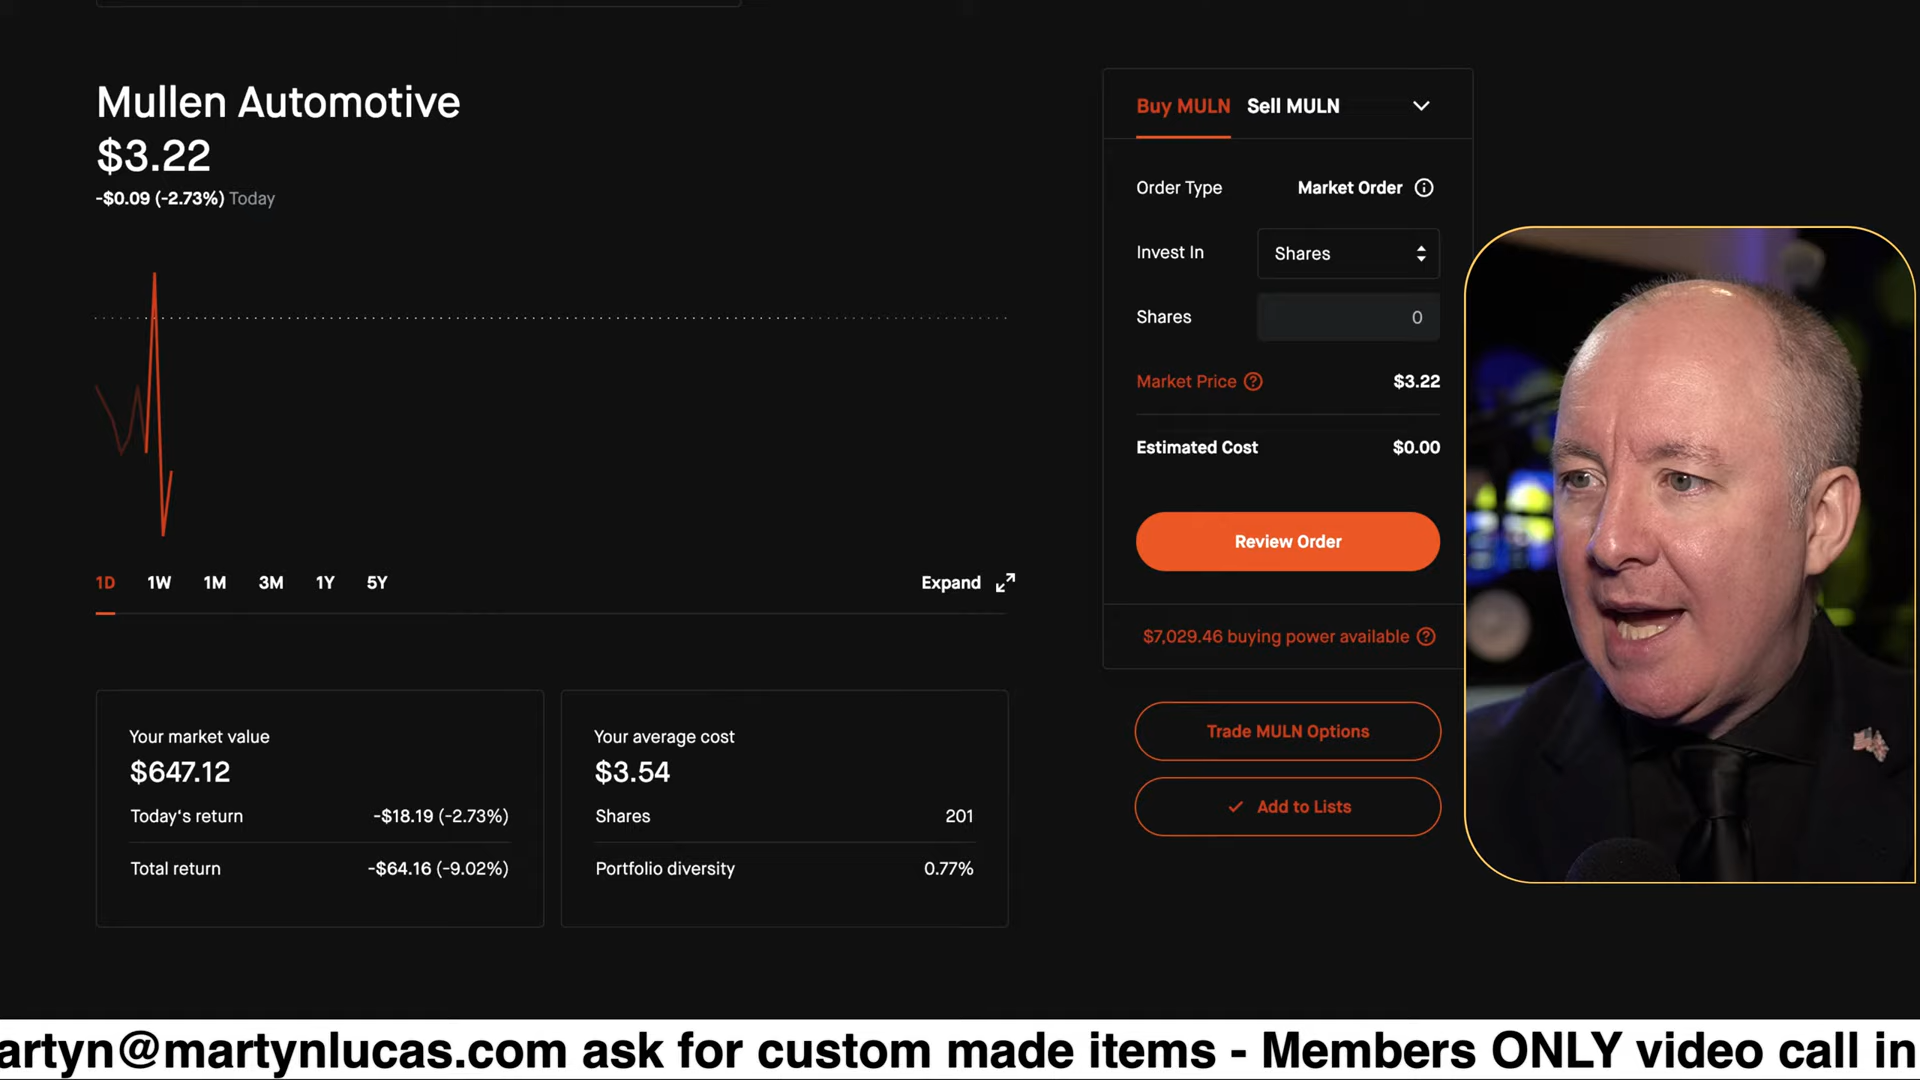 Mullen Automotive
$3.22
-$0.09 (-2.73%) Today
1D 1W 1M 3M 1Y 5Y
Expand
Your market value
$647.12
Today's return -$18.19 (-2.73%)
Total return -$64.16 (-9.02%)
Your average cost
$3.54
Shares 201
Portfolio diversity 0.77%
Buy MULN Sell MULN
Order Type Market Order
Invest In Shares
Shares 0
Market Price $3.22
Estimated Cost $0.00
Review Order
$7,029.46 buying power available
Trade MULN Options
Add to Lists
artyn@martynlucas.com ask for custom made items - Members ONLY video call in